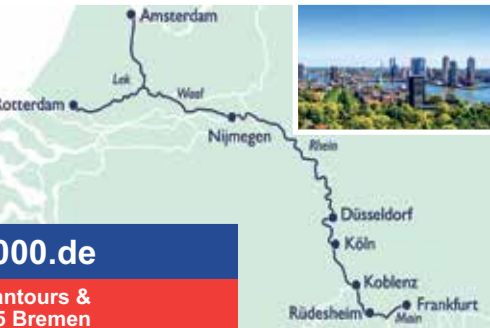 Amsterdam
Lek
Rotterdam
Waal
Nijmegen
Rhein
Düsseldorf
Köln
Koblenz
Rüdesheim
Frankfurt
Main
000.de
antours &
5 Bremen